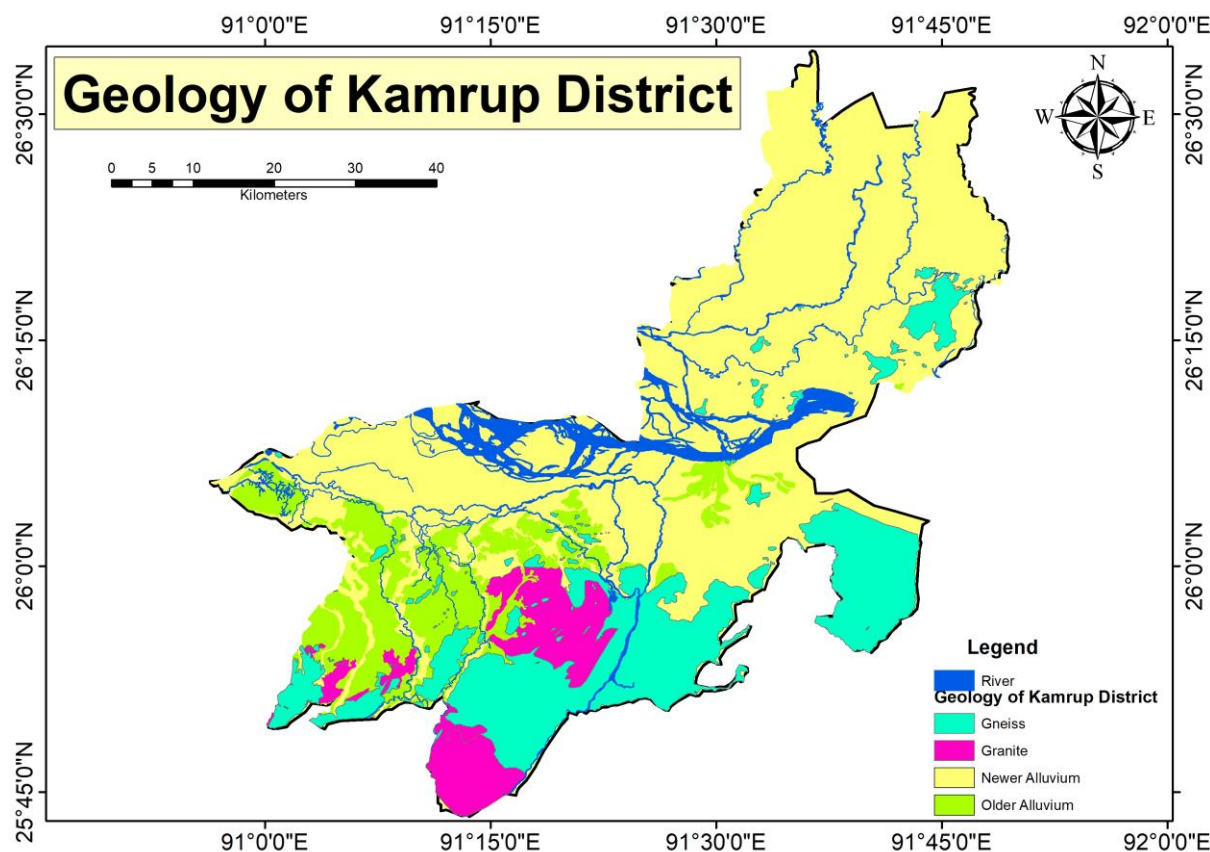 91°0'0"E 91°15'0"E 91°30'0"E 91°45'0"E 92°0'0"E
Geology of Kamrup District
N
W E
S
26°30'0"N 26°30'0"N
0 5 10 20 30 40
Kilometers
26°15'0"N 26°15'0"N
26°0'0"N 26°0'0"N
Legend
River
Geology of Kamrup District
Gneiss
Granite
Newer Alluvium
Older Alluvium
25°45'0"N 25°45'0"N
91°0'0"E 91°15'0"E 91°30'0"E 91°45'0"E 92°0'0"E